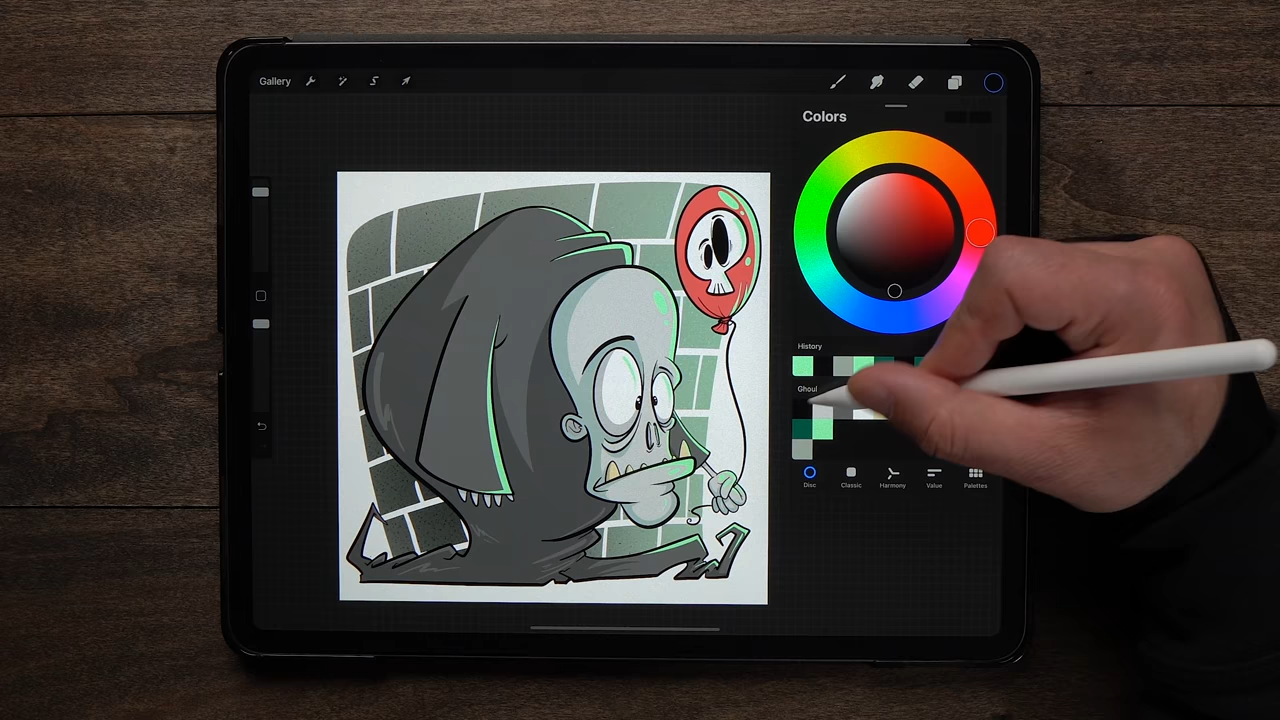 Gallery
Colors
History
Ghoul
Disc Classic Harmony Value Palettes